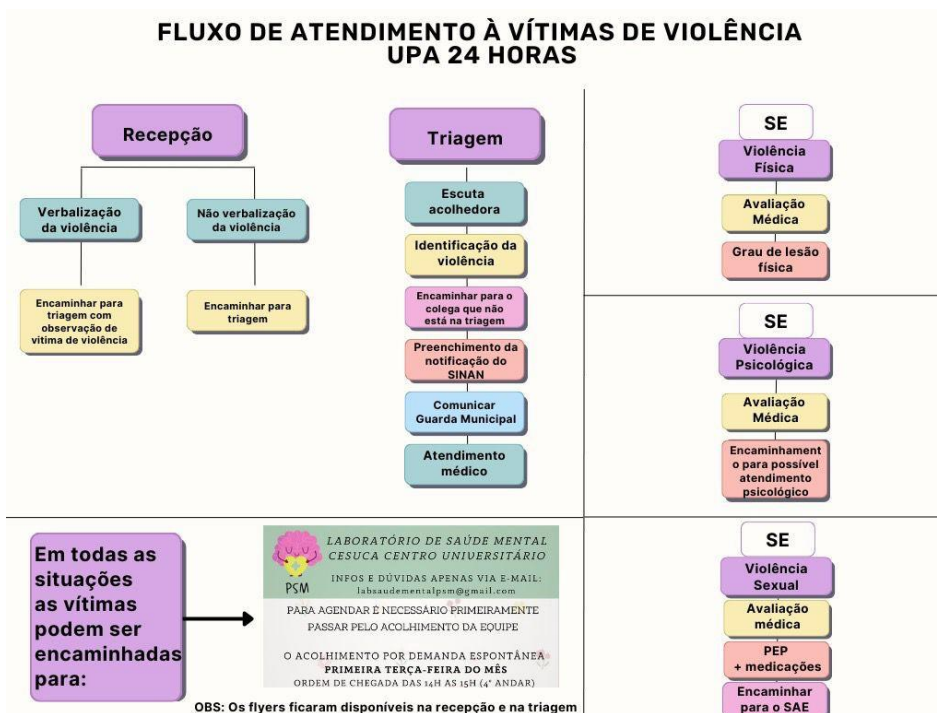 FLUXO DE ATENDIMENTO À VÍTIMAS DE VIOLÊNCIA
UPA 24 HORAS
Recepção
Verbalização
da violência
Não verbalização
da violência
Encaminhar para
triagem com
observação de
vítima de violência
Encaminhar para
triagem
Triagem
Escuta
acolhedora
Identificação da
violência
Encaminhar para o
colega que não
está na triagem
Preenchimento da
notificação do
SINAN
Comunicar
Guarda Municipal
Atendimento
médico
SE
Violência
Física
Avaliação
Médica
Grau de lesão
física
SE
Violência
Psicológica
Avaliação
Médica
Encaminhament
o para possível
atendimento
psicológico
SE
Violência
Sexual
Avaliação
médica
PEP
+ medicações
Encaminhar
para o SAE
Em todas as
situações
as vítimas
podem ser
encaminhadas
para:
PSM
LABORATÓRIO DE SAÚDE MENTAL
CESUCA CENTRO UNIVERSITÁRIO
INFOS E DÚVIDAS APENAS VIA E-MAIL:
labsaudementalpsm@gmail.com
PARA AGENDAR É NECESSÁRIO PRIMEIRAMENTE
PASSAR PELO ACOLHIMENTO DA EQUIPE
O ACOLHIMENTO POR DEMANDA ESPONTÂNEA
PRIMEIRA TERÇA-FEIRA DO MÊS
ORDEM DE CHEGADA DAS 14H AS 15H (4° ANDAR)
OBS: Os flyers ficaram disponíveis na recepção e na triagem